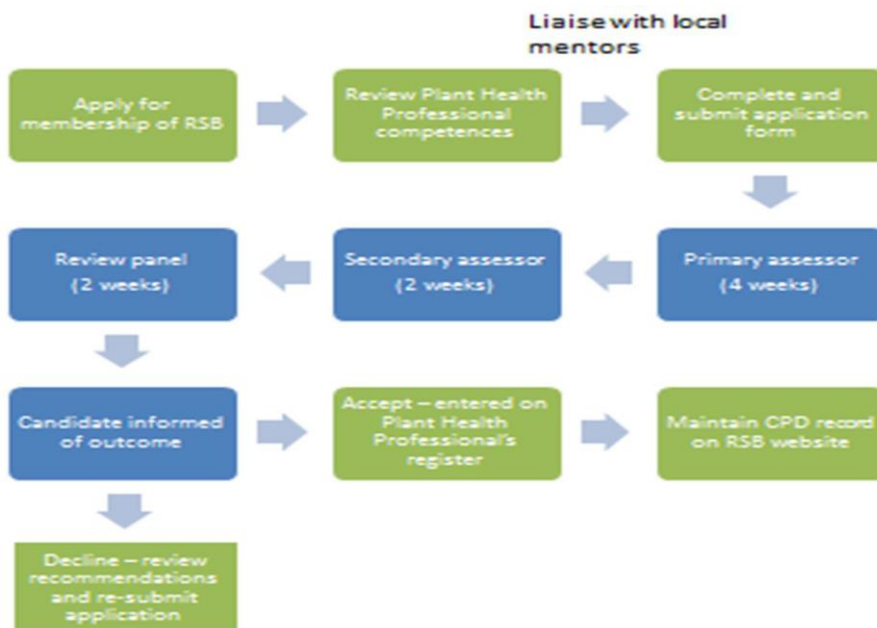 Liaise with local
mentors
Apply for
membership of RSB
Review Plant Health
Professional
competences
Complete and
submit application
form
Review panel
(2 weeks)
Secondary assessor
(2 weeks)
Primary assessor
(4 weeks)
Candidate informed
of outcome
Accept – entered on
Plant Health
Professional's
register
Maintain CPD record
on RSB website
Decline – review
recommendations
and re-submit
application